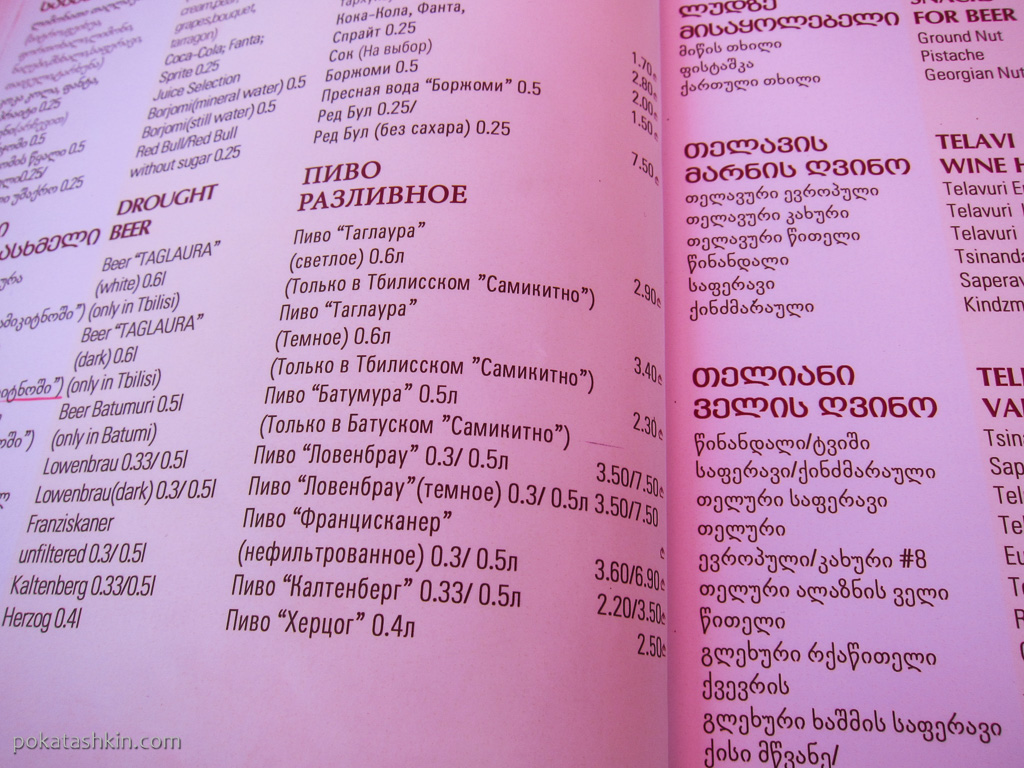 Кока-Кола, Фанта,
Спрайт 0.25
Сок (На выбор)
Боржоми 0.5
Пресная вода “Боржоми” 0.5
Ред Бул 0.25/
Ред Бул (без сахара) 0.25
1.70
2.80
2.00
1.50
7.50
grapes,bouquet,
tarragon)
Coca-Cola; Fanta;
Sprite 0.25
Juice Selection
Borjomi(mineral water) 0.5
Borjomi(still water) 0.5
Red Bull/Red Bull
without sugar 0.25
DROUGHT
BEER
Beer “TAGLAURA”
(white) 0.6l
(only in Tbilisi)
Beer “TAGLAURA”
(dark) 0.6l
(only in Tbilisi)
Beer Batumuri 0.5l
(only in Batumi)
Lowenbrau 0.33/ 0.5l
Lowenbrau(dark) 0.3/ 0.5l
Franziskaner
unfiltered 0.3/ 0.5l
Kaltenberg 0.33/0.5l
Herzog 0.4l
ПИВО
РАЗЛИВНОЕ
Пиво “Таглаура”
(светлое) 0.6л
(Только в Тбилисском ”Самикитно”) 2.90
Пиво “Таглаура”
(Темное) 0.6л
(Только в Тбилисском ”Самикитно”) 3.40
Пиво “Батумура” 0.5л
(Только в Батуском ”Самикитно”) 2.30
Пиво “Ловенбрау” 0.3/ 0.5л 3.50/7.50
Пиво “Ловенбрау”(темное) 0.3/ 0.5л 3.50/7.50
Пиво “Францисканер”
(нефильтрованное) 0.3/ 0.5л 3.60/6.90
Пиво “Калтенберг” 0.33/ 0.5л 2.20/3.50
Пиво “Херцог” 0.4л 2.50
ლუდზე
მისაყოლებელი
მიწის თხილი
ფისტაშკა
ქართული თხილი
FOR BEER
Ground Nut
Pistache
Georgian Nut
თელავის
მარნის ღვინო
თელავური ევროპული
თელავური კახური
თელავური წითელი
წინანდალი
საფერავი
ქინძმარაული
TELAVI
WINE
Telavuri
Telavuri
Telavuri
თელიანი
ველის ღვინო
წინანდალი/ტვიში
საფერავი/ქინძმარაული
თელური საფერავი
თელური
ევროპული/კახური #8
თელური ალაზნის ველი
წითელი
გლეხური რქაწითელი
ქვევრის
გლეხური ხაშმის საფერავი
ქისი მწვანე/
pokatashkin.com